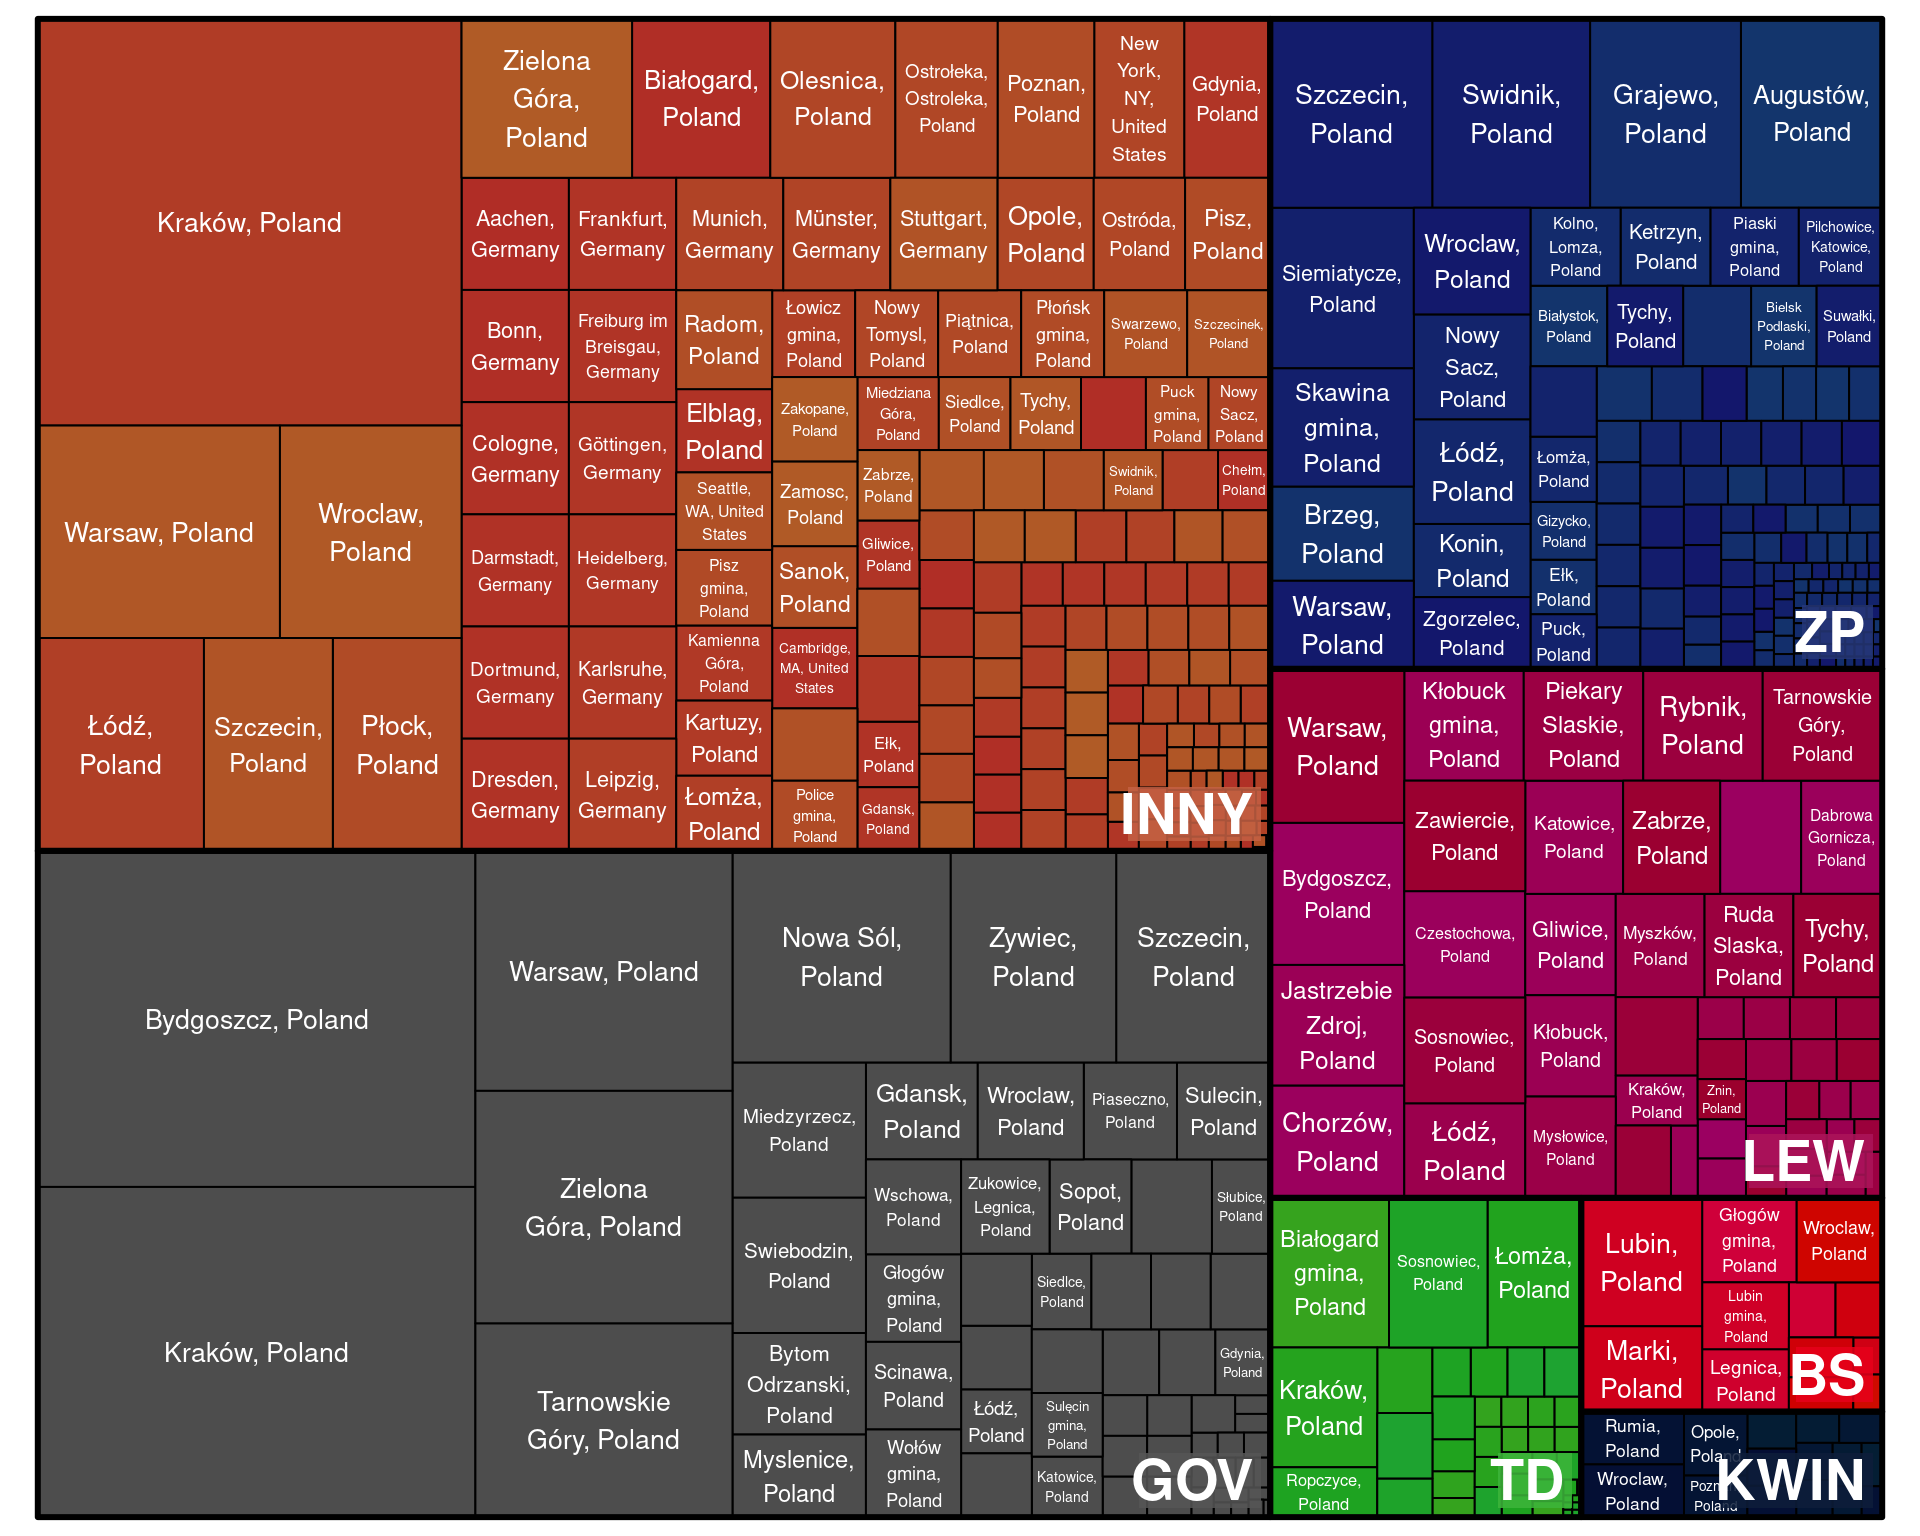 Kraków, Poland
Warsaw, Poland
Wroclaw,
Poland
Łódź,
Poland
Szczecin,
Poland
Płock,
Poland
Zielona
Góra,
Poland
Białogard,
Poland
Olesnica,
Poland
Ostrołeka,
Ostroleka,
Poland
Poznan,
Poland
New
York,
NY,
United
States
Gdynia,
Poland
Aachen,
Germany
Frankfurt,
Germany
Munich,
Germany
Münster,
Germany
Stuttgart,
Germany
Opole,
Poland
Ostróda,
Poland
Pisz,
Poland
Bonn,
Germany
Freiburg im
Breisgau,
Germany
Cologne,
Germany
Göttingen,
Germany
Darmstadt,
Germany
Heidelberg,
Germany
Dortmund,
Germany
Karlsruhe,
Germany
Dresden,
Germany
Leipzig,
Germany
Radom,
Poland
Elblag,
Poland
Seattle,
WA, United
States
Pisz
gmina,
Poland
Kamienna
Góra,
Poland
Kartuzy,
Poland
Łomża,
Poland
Łowicz
gmina,
Poland
Nowy
Tomysl,
Poland
Piątnica,
Poland
Płońsk
gmina,
Poland
Swarzewo,
Poland
Szczecinek,
Poland
Zakopane,
Poland
Zamosc,
Poland
Sanok,
Poland
Cambridge,
MA, United
States
Police
gmina,
Poland
Miedziana
Góra,
Poland
Siedlce,
Poland
Tychy,
Poland
Puck
gmina,
Poland
Nowy
Sacz,
Poland
Zabrze,
Poland
Gliwice,
Poland
Ełk,
Poland
Gdansk,
Poland
Swidnik,
Poland
Chełm,
Poland
INNY
Bydgoszcz, Poland
Kraków, Poland
Warsaw, Poland
Zielona
Góra, Poland
Tarnowskie
Góry, Poland
Nowa Sól,
Poland
Zywiec,
Poland
Szczecin,
Poland
Miedzyrzecz,
Poland
Swiebodzin,
Poland
Bytom
Odrzanski,
Poland
Myslenice,
Poland
Gdansk,
Poland
Wroclaw,
Poland
Piaseczno,
Poland
Sulecin,
Poland
Wschowa,
Poland
Głogów
gmina,
Poland
Scinawa,
Poland
Wołów
gmina,
Poland
Zukowice,
Legnica,
Poland
Sopot,
Poland
Słubice,
Poland
Siedlce,
Poland
Gdynia,
Poland
Łódź,
Poland
Sulęcin
gmina,
Poland
Katowice,
Poland
GOV
Szczecin,
Poland
Swidnik,
Poland
Grajewo,
Poland
Augustów,
Poland
Siemiatycze,
Poland
Skawina
gmina,
Poland
Brzeg,
Poland
Warsaw,
Poland
Wroclaw,
Poland
Nowy
Sacz,
Poland
Łódź,
Poland
Konin,
Poland
Zgorzelec,
Poland
Kolno,
Lomza,
Poland
Ketrzyn,
Poland
Piaski
gmina,
Poland
Pilchowice,
Katowice,
Poland
Białystok,
Poland
Tychy,
Poland
Bielsk
Podlaski,
Poland
Suwałki,
Poland
Łomża,
Poland
Gizycko,
Poland
Ełk,
Poland
Puck,
Poland
ZP
Warsaw,
Poland
Bydgoszcz,
Poland
Jastrzebie
Zdroj,
Poland
Chorzów,
Poland
Kłobuck
gmina,
Poland
Piekary
Slaskie,
Poland
Rybnik,
Poland
Tarnowskie
Góry,
Poland
Zawiercie,
Poland
Czestochowa,
Poland
Sosnowiec,
Poland
Łódź,
Poland
Katowice,
Poland
Zabrze,
Poland
Dabrowa
Gornicza,
Poland
Gliwice,
Poland
Myszków,
Poland
Ruda
Slaska,
Poland
Tychy,
Poland
Kłobuck,
Poland
Mysłowice,
Poland
Kraków,
Poland
Znin,
Poland
LEW
Białogard
gmina,
Poland
Sosnowiec,
Poland
Łomża,
Poland
Kraków,
Poland
Ropczyce,
Poland
TD
Lubin,
Poland
Marki,
Poland
Głogów
gmina,
Poland
Wroclaw,
Poland
Lubin
gmina,
Poland
Legnica,
Poland
BS
Rumia,
Poland
Wroclaw,
Poland
Opole,
Poland
Poland
KWIN